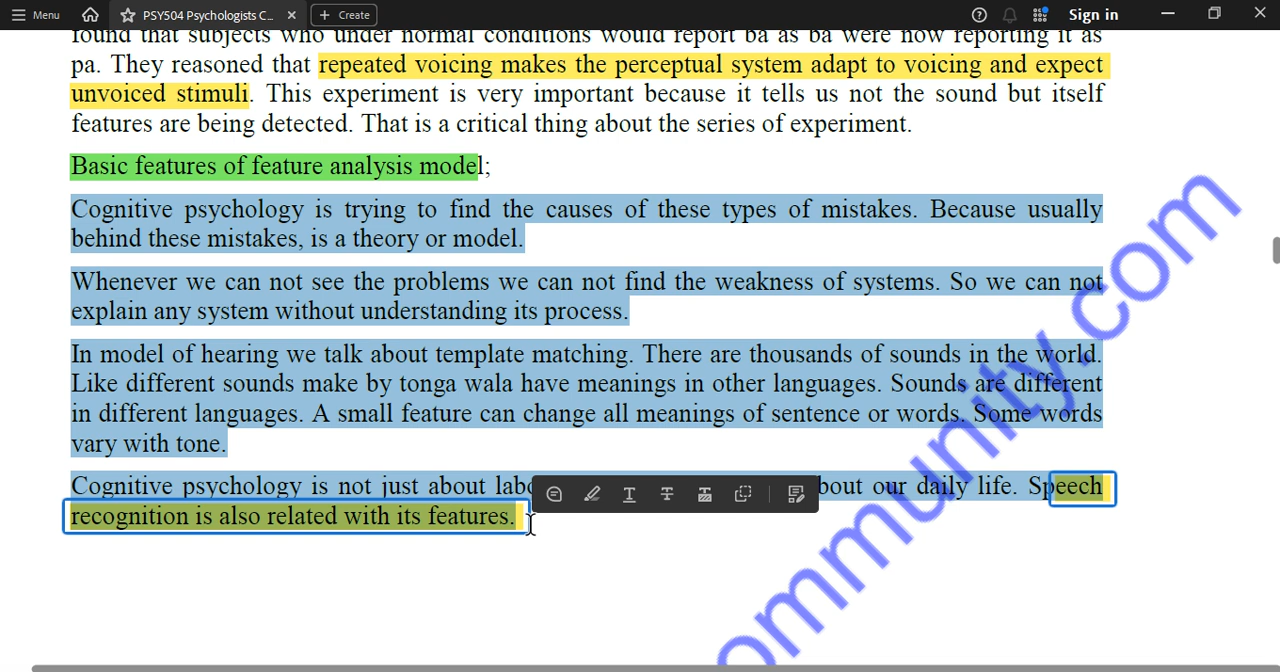 Menu
PSY504 Psychologists C...
Create
Sign in
found that subjects who under normal conditions would report ba as ba were now reporting it as
pa. They reasoned that repeated voicing makes the perceptual system adapt to voicing and expect
unvoiced stimuli. This experiment is very important because it tells us not the sound but itself
features are being detected. That is a critical thing about the series of experiment.
Basic features of feature analysis model;
Cognitive psychology is trying to find the causes of these types of mistakes. Because usually
behind these mistakes, is a theory or model.
Whenever we can not see the problems we can not find the weakness of systems. So we can not
explain any system without understanding its process.
In model of hearing we talk about template matching. There are thousands of sounds in the world.
Like different sounds make by tonga wala have meanings in other languages. Sounds are different
in different languages. A small feature can change all meanings of sentence or words. Some words
vary with tone.
Cognitive psychology is not just about our daily life. Speech
recognition is also related with its features.
ommunity.com